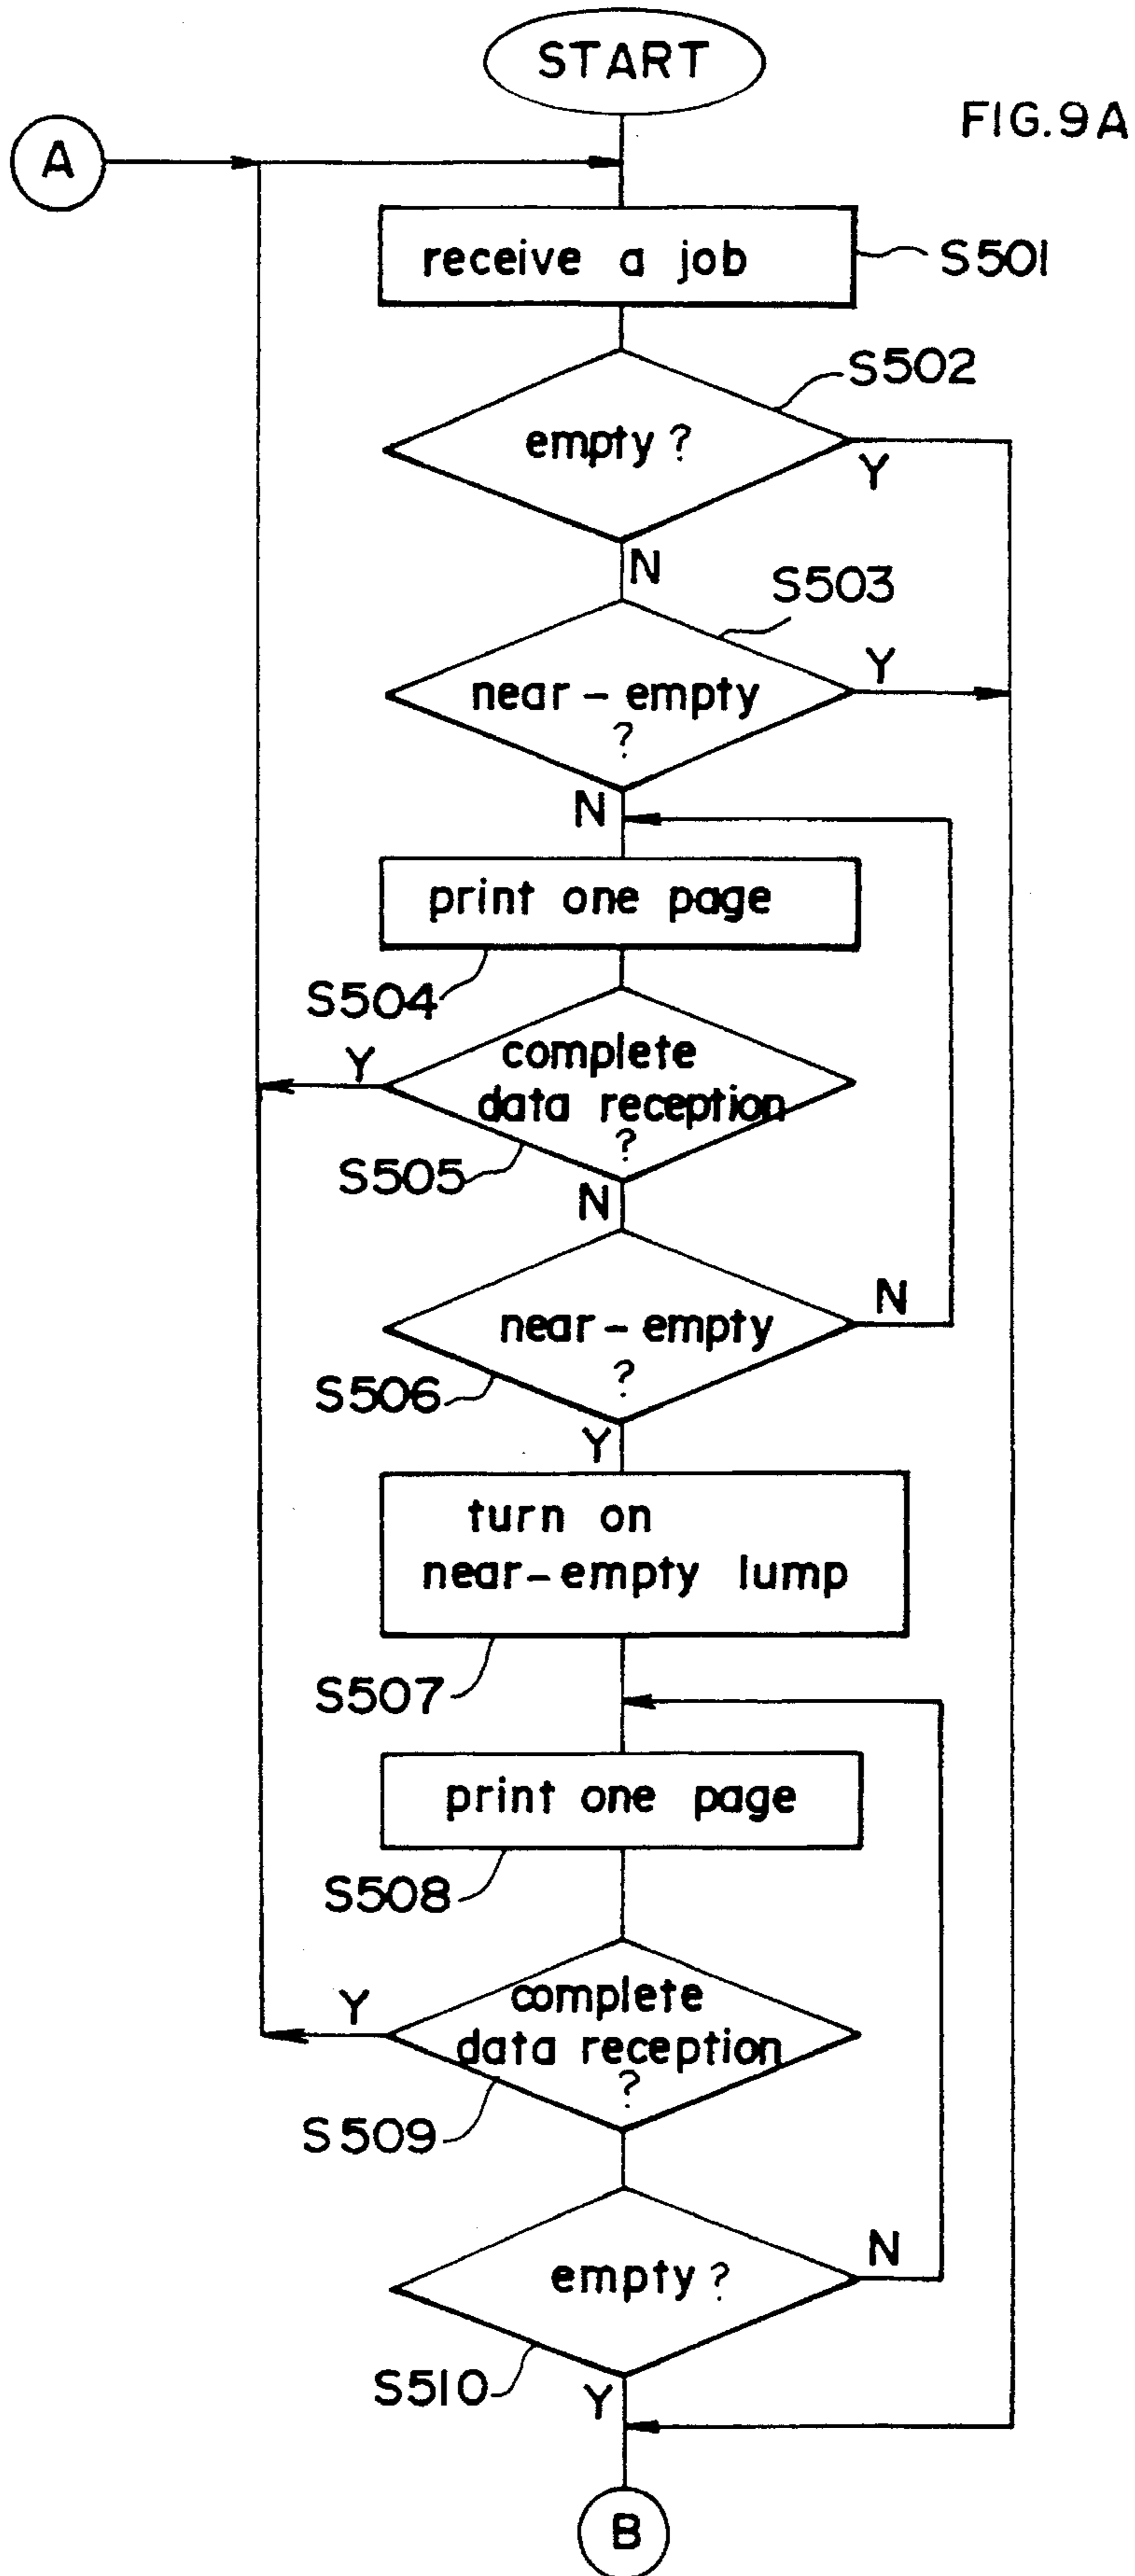 START
FIG.9A
A
receive a job
S501
S502
empty ?
Y
N
S503
near-empty
?
Y
N
print one page
S504
complete
data reception
?
Y
S505
N
near-empty
?
N
S506
Y
turn on
near-empty lump
S507
print one page
S508
complete
data reception
?
Y
S509
empty ?
N
S510
Y
B